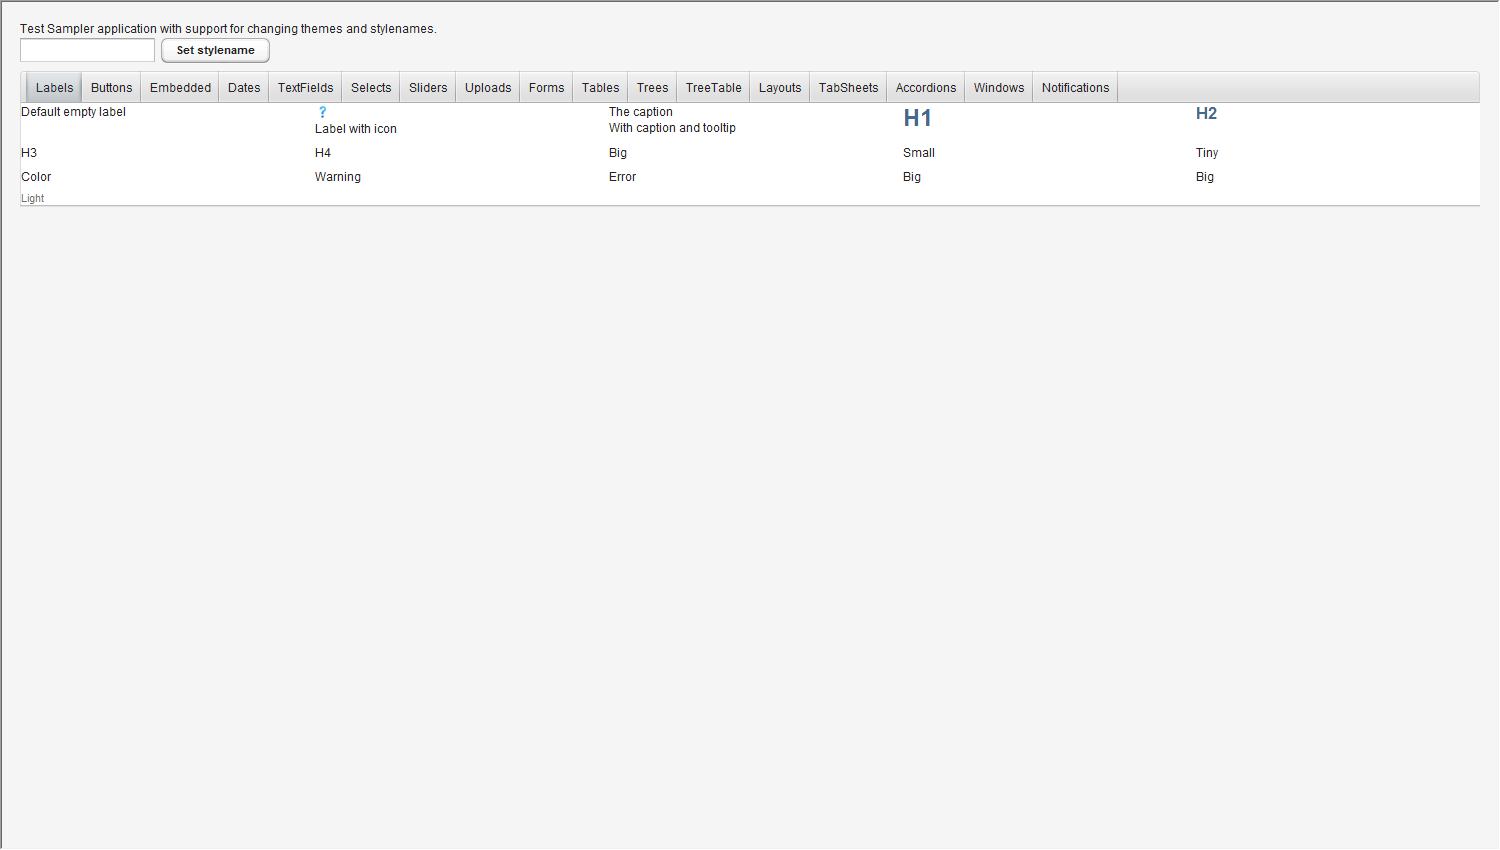 Test Sampler application with support for changing themes and stylenames.
Set stylename
Labels Buttons Embedded Dates TextFields Selects Sliders Uploads Forms Tables Trees TreeTable Layouts TabSheets Accordions Windows Notifications
Default empty label ? The caption H1 H2
Label with icon With caption and tooltip
H3 H4 Big Small Tiny
Color Warning Error Big Big
Light